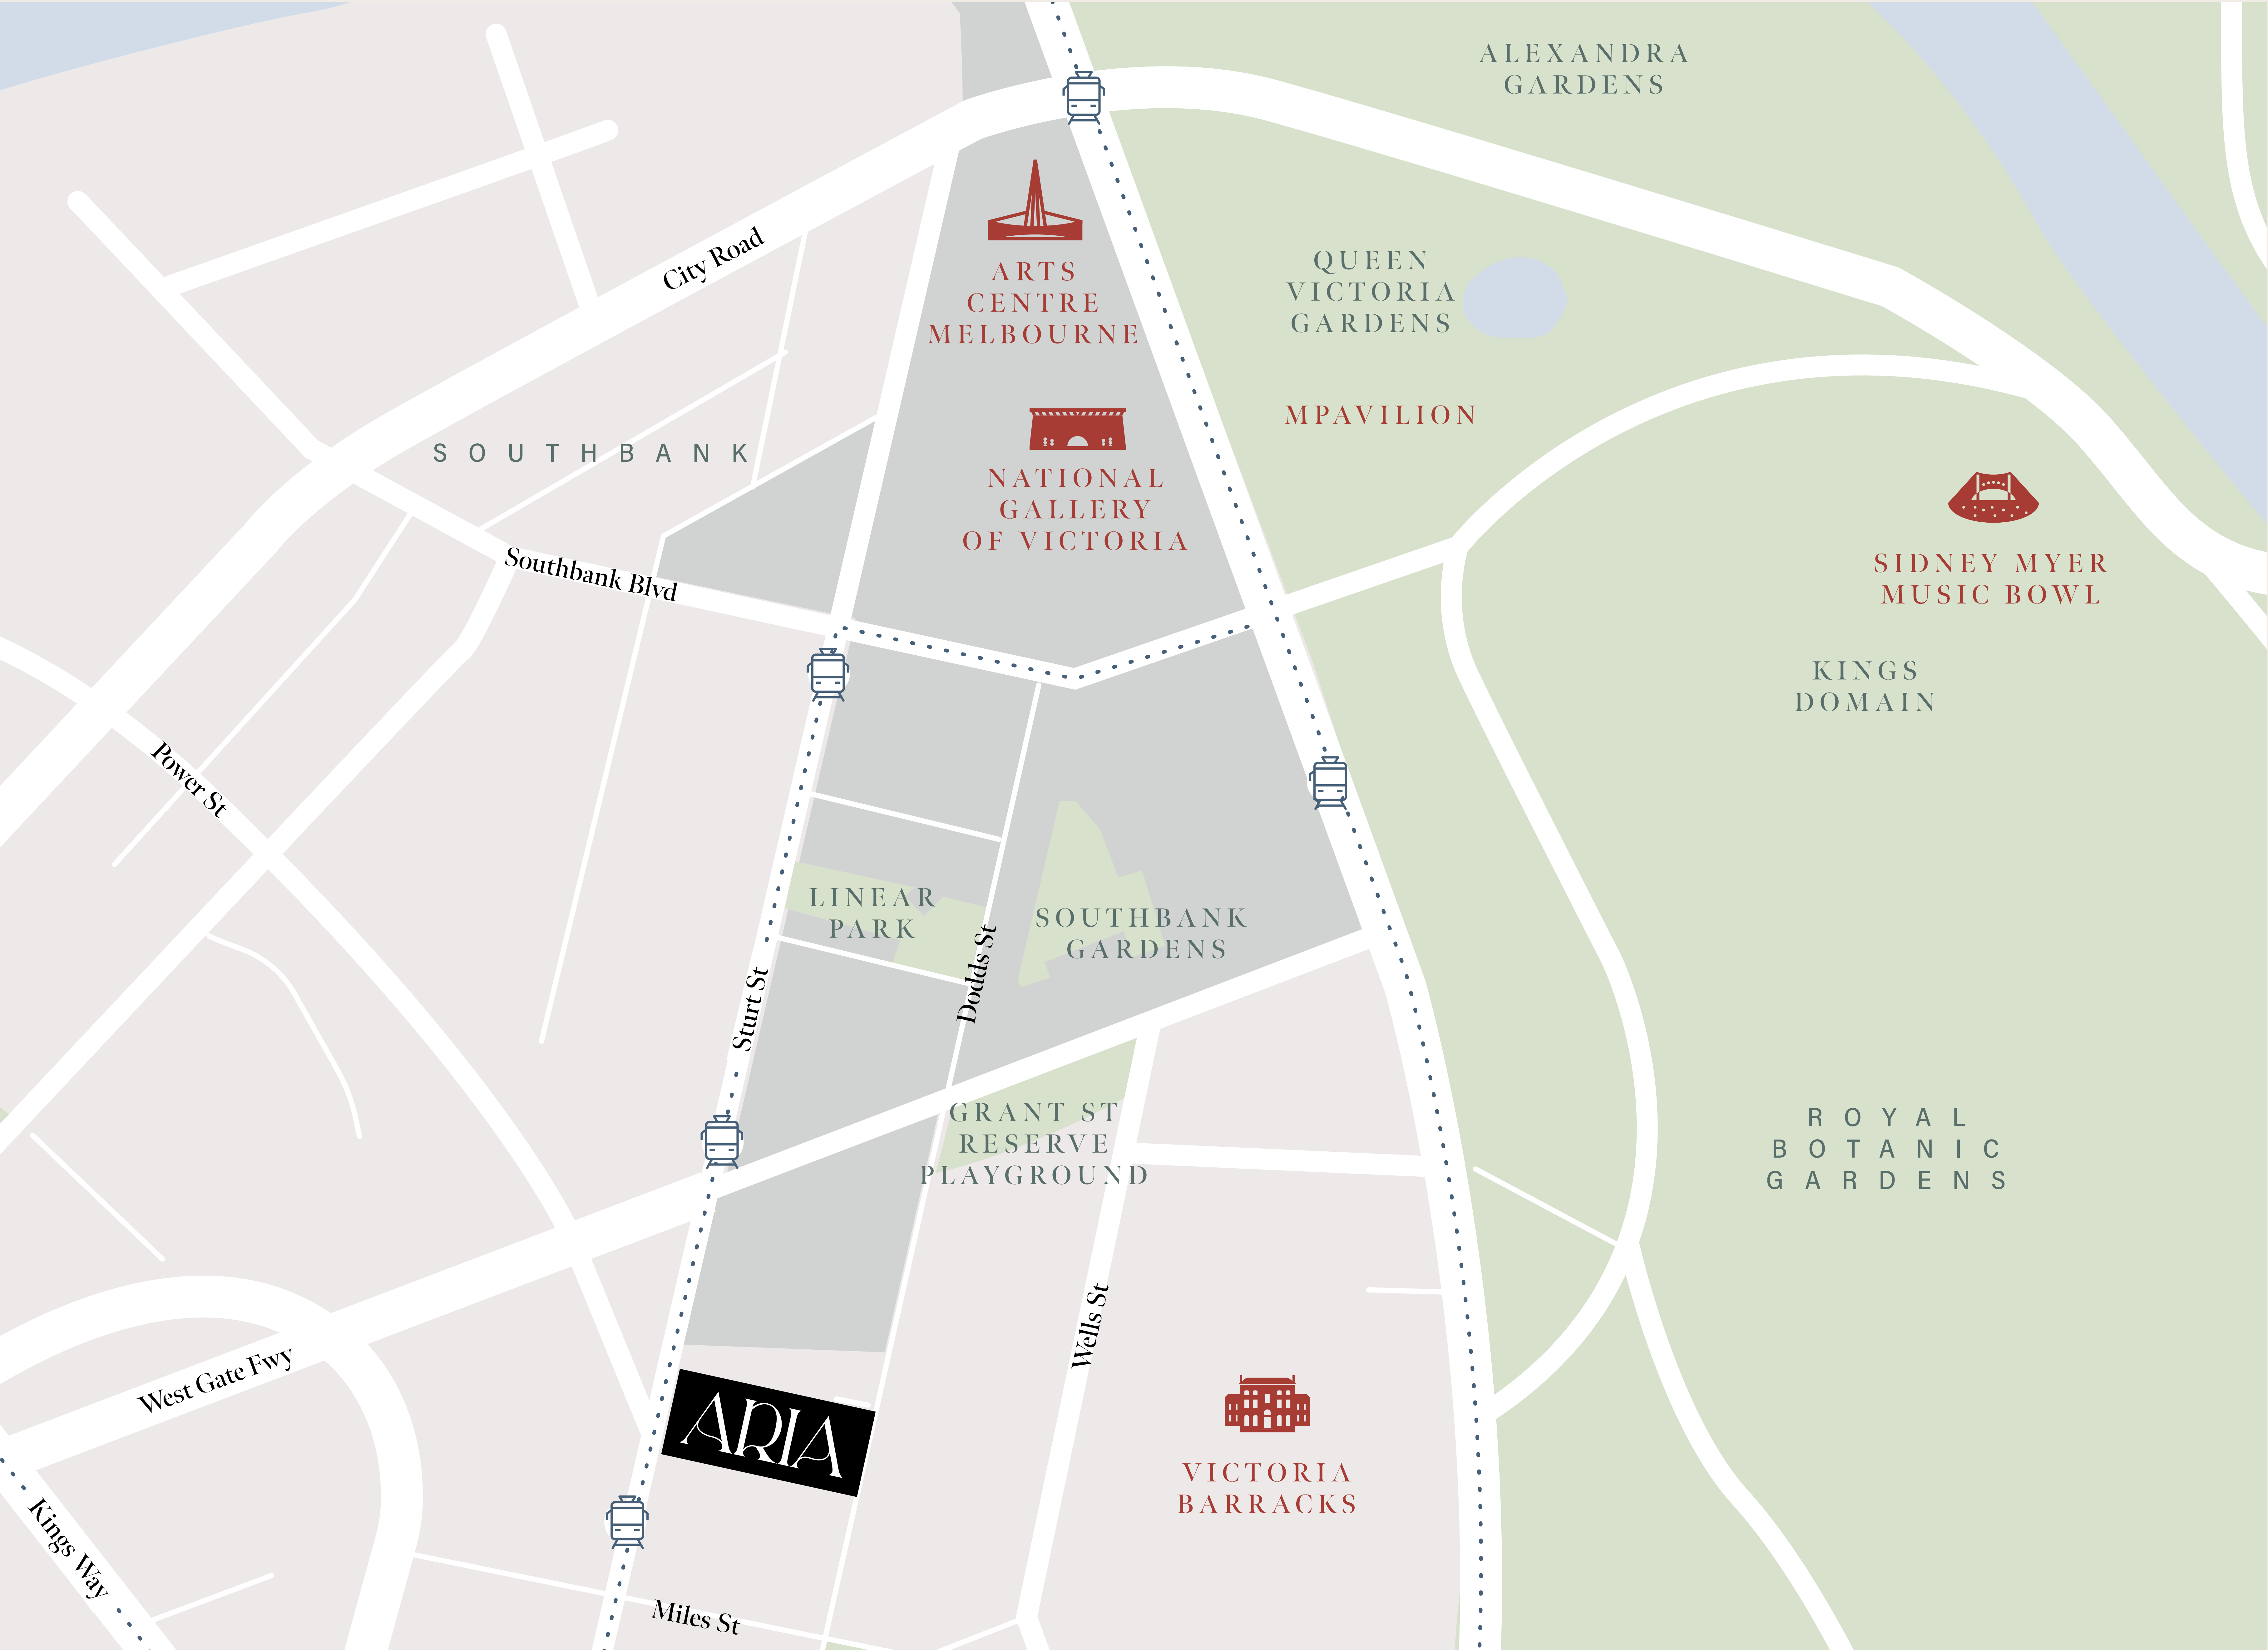 ALEXANDRA
GARDENS
City Road
ARTS
CENTRE
MELBOURNE
QUEEN
VICTORIA
GARDENS
MPAVILION
SOUTHBANK
NATIONAL
GALLERY
OF VICTORIA
SIDNEY MYER
MUSIC BOWL
Southbank Blvd
KINGS
DOMAIN
Power St
LINEAR
PARK
SOUTHBANK
GARDENS
Sturt St
Dodds St
GRANT ST
RESERVE
PLAYGROUND
ROYAL
BOTANIC
GARDENS
Wells St
West Gate Fwy
ARIA
VICTORIA
BARRACKS
Kings Way
Miles St